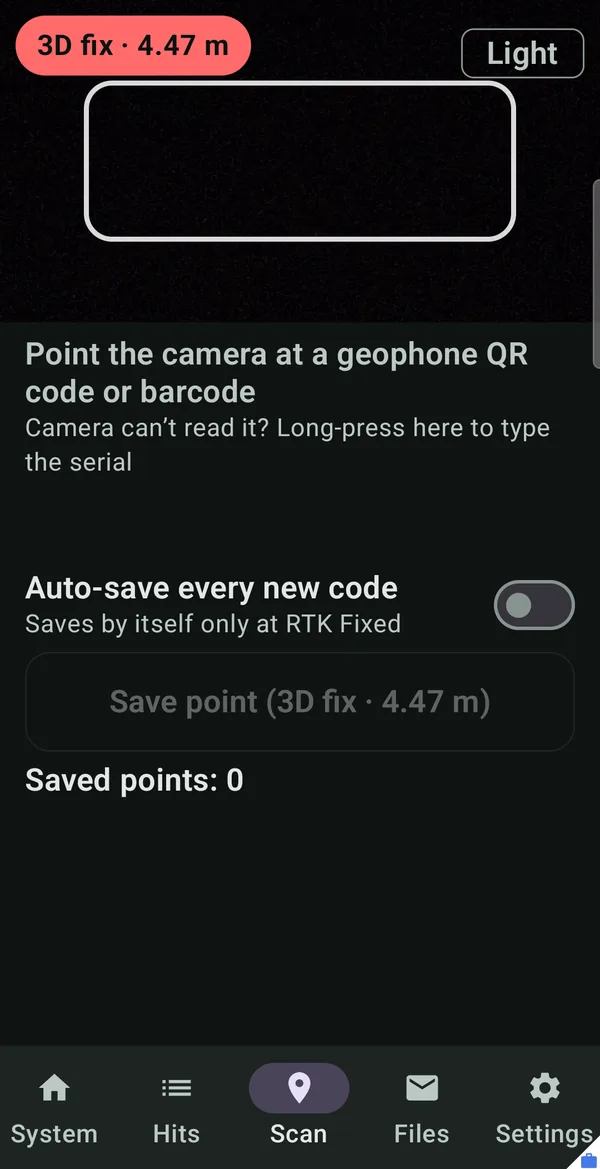 3D fix · 4.47 m
Light
Point the camera at a geophone QR
code or barcode
Camera can’t read it? Long-press here to type
the serial
Auto-save every new code
Saves by itself only at RTK Fixed
Save point (3D fix · 4.47 m)
Saved points: 0
System
Hits
Scan
Files
Settings